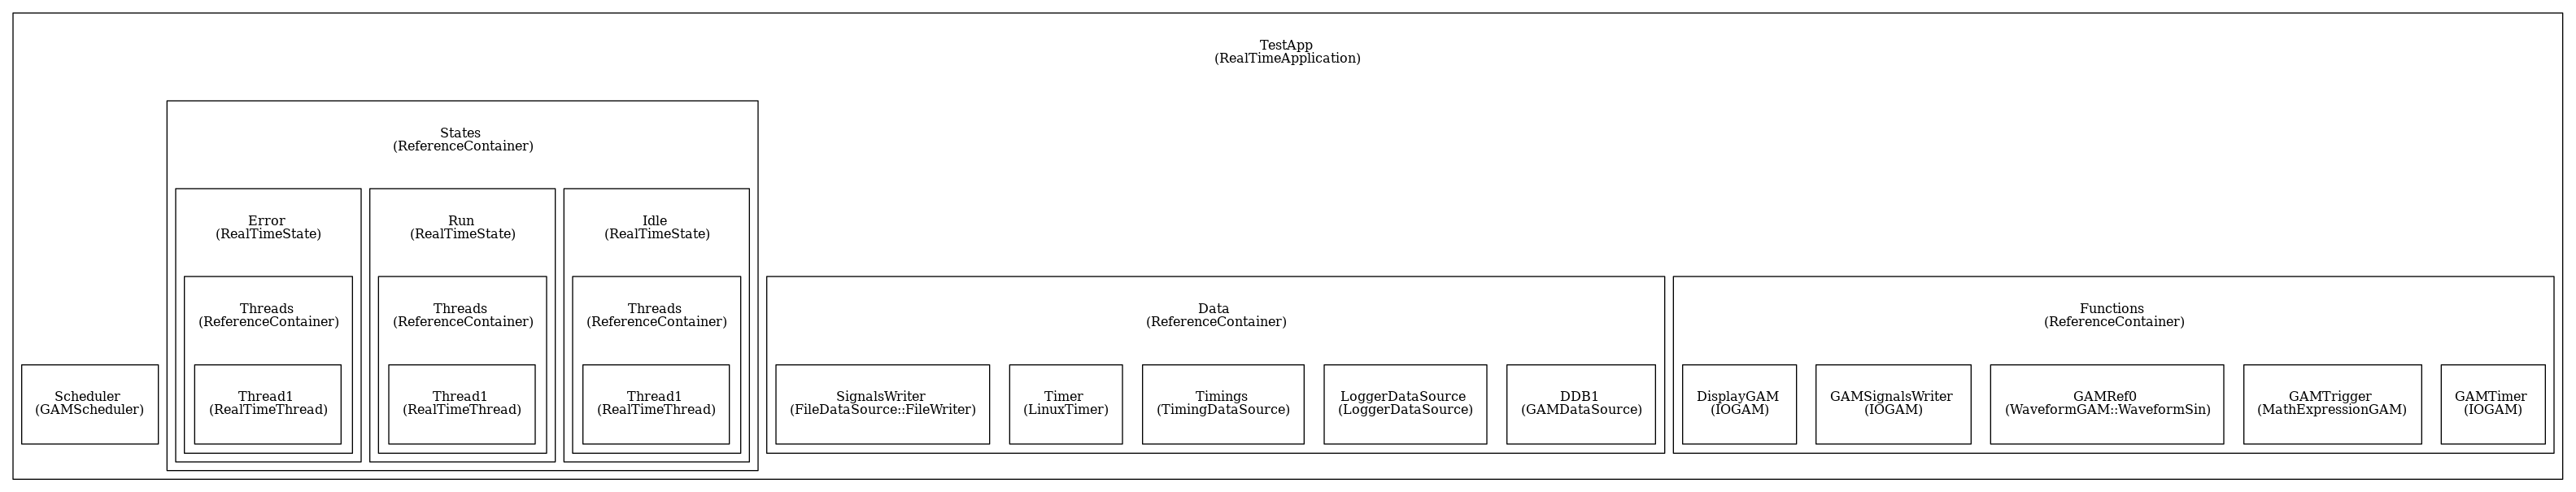 TestApp
(RealTimeApplication)
States
(ReferenceContainer)
Error
(RealTimeState)
Run
(RealTimeState)
Idle
(RealTimeState)
Threads
(ReferenceContainer)
Threads
(ReferenceContainer)
Threads
(ReferenceContainer)
Data
(ReferenceContainer)
Functions
(ReferenceContainer)
Scheduler
(GAMScheduler)
Thread1
(RealTimeThread)
Thread1
(RealTimeThread)
Thread1
(RealTimeThread)
SignalsWriter
(FileDataSource::FileWriter)
Timer
(LinuxTimer)
Timings
(TimingDataSource)
LoggerDataSource
(LoggerDataSource)
DDB1
(GAMDataSource)
DisplayGAM
(IOGAM)
GAMSignalsWriter
(IOGAM)
GAMRef0
(WaveformGAM::WaveformSin)
GAMTrigger
(MathExpressionGAM)
GAMTimer
(IOGAM)